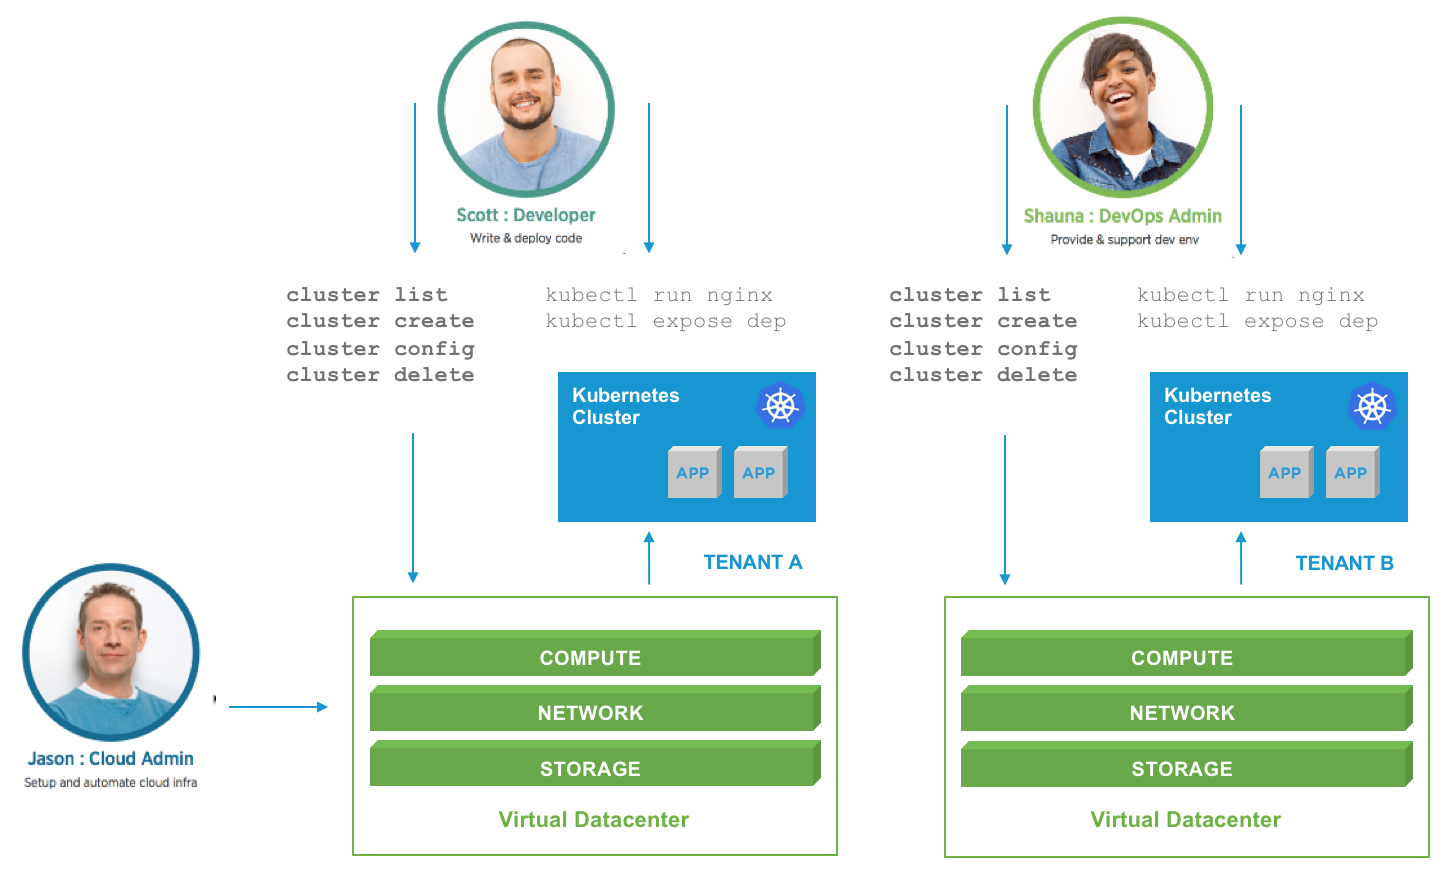 Scott : Developer
Write & deploy code
Shauna : DevOps Admin
Provide & support dev env
cluster list
cluster create
cluster config
cluster delete
kubectl run nginx
kubectl expose dep
cluster list
cluster create
cluster config
cluster delete
kubectl run nginx
kubectl expose dep
Kubernetes
Cluster
APP
APP
Kubernetes
Cluster
APP
APP
TENANT A
TENANT B
Jason : Cloud Admin
Setup and automate cloud infra
COMPUTE
NETWORK
STORAGE
Virtual Datacenter
COMPUTE
NETWORK
STORAGE
Virtual Datacenter